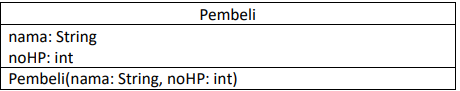 Pembeli
nama: String
noHP: int
Pembeli(nama: String, noHP: int)